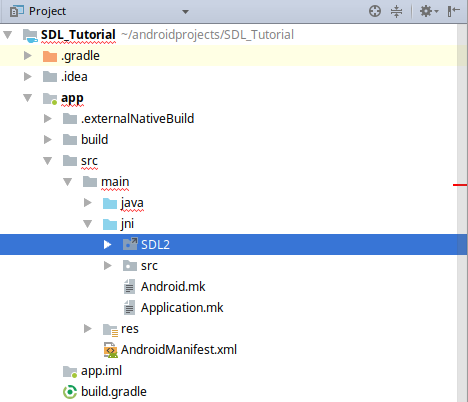 Project
SDL_Tutorial ~/androidprojects/SDL_Tutorial
.gradle
.idea
app
.externalNativeBuild
build
src
main
java
jni
SDL2
src
Android.mk
Application.mk
res
AndroidManifest.xml
app.iml
build.gradle